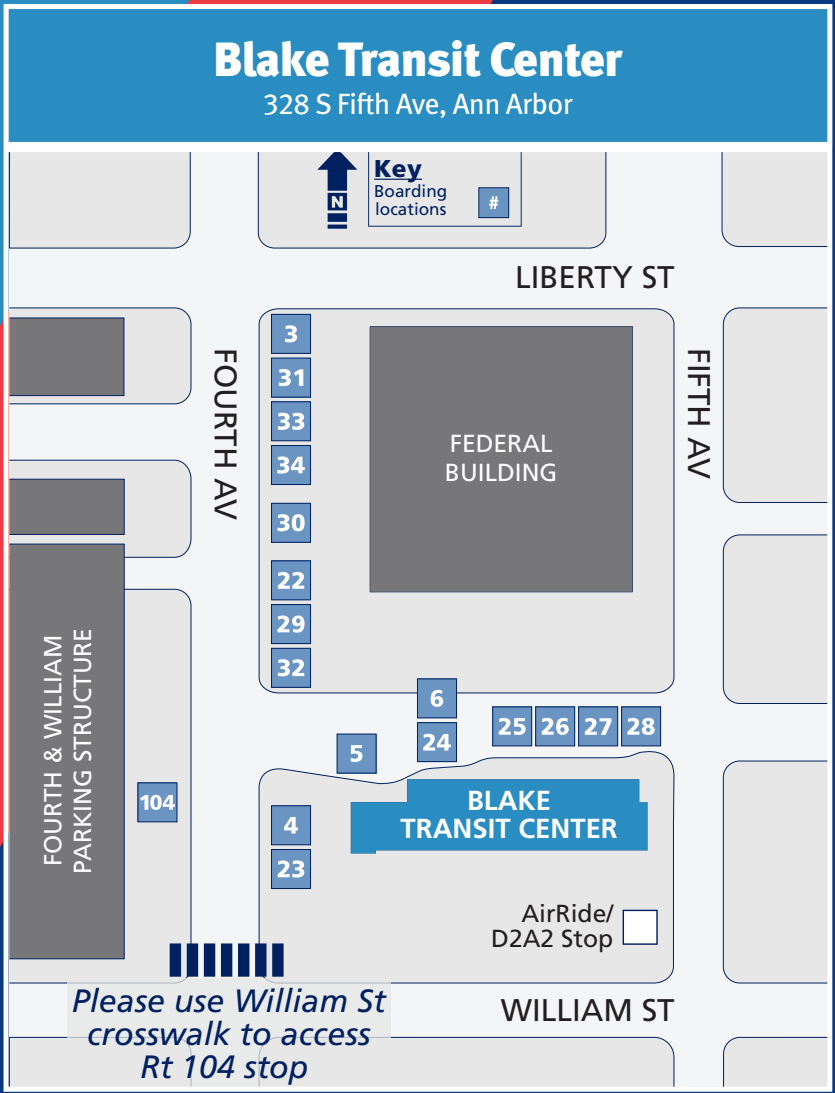 Blake Transit Center
328 S Fifth Ave, Ann Arbor
N
Key
Boarding
locations
#
LIBERTY ST
FOURTH AV
FIFTH AV
3
31
33
34
30
22
29
32
FEDERAL
BUILDING
6
24
5
25 26 27 28
FOURTH & WILLIAM
PARKING STRUCTURE
104
4
23
BLAKE
TRANSIT CENTER
AirRide/
D2A2 Stop
WILLIAM ST
Please use William St
crosswalk to access
Rt 104 stop